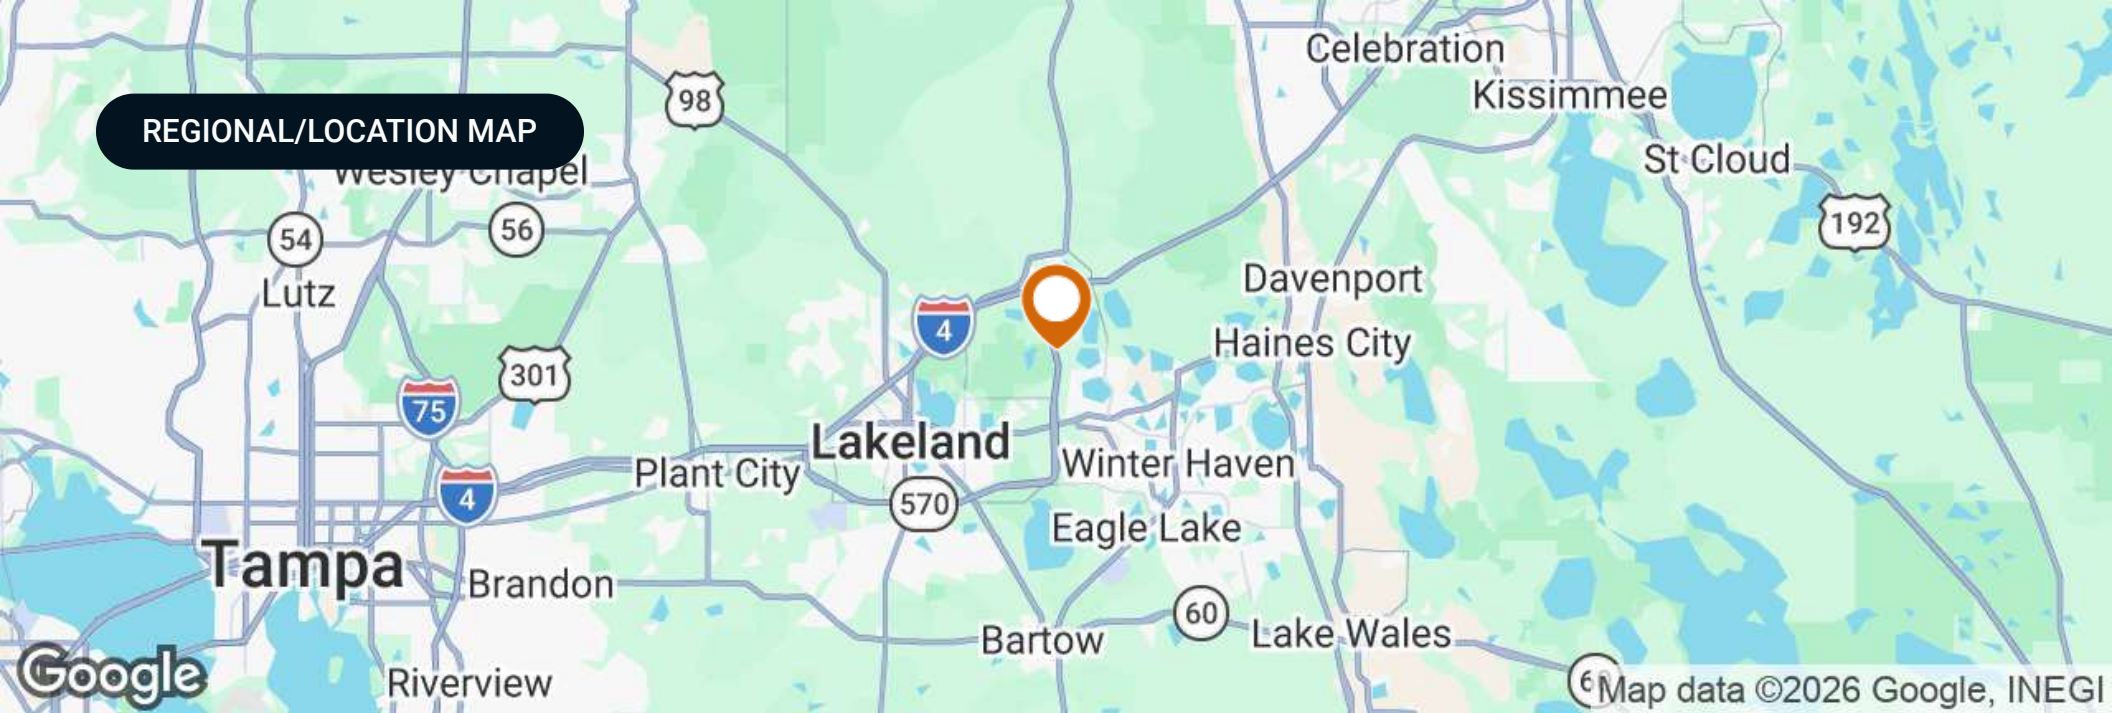 Celebration
Kissimmee
98
REGIONAL/LOCATION MAP
Wesley Chapel
St Cloud
192
54
56
Lutz
Davenport
4
Haines City
301
75
Lakeland
Plant City
Winter Haven
4
570
Eagle Lake
Tampa
Brandon
60
Bartow
Lake Wales
Google
Riverview
Map data ©2026 Google, INEGI